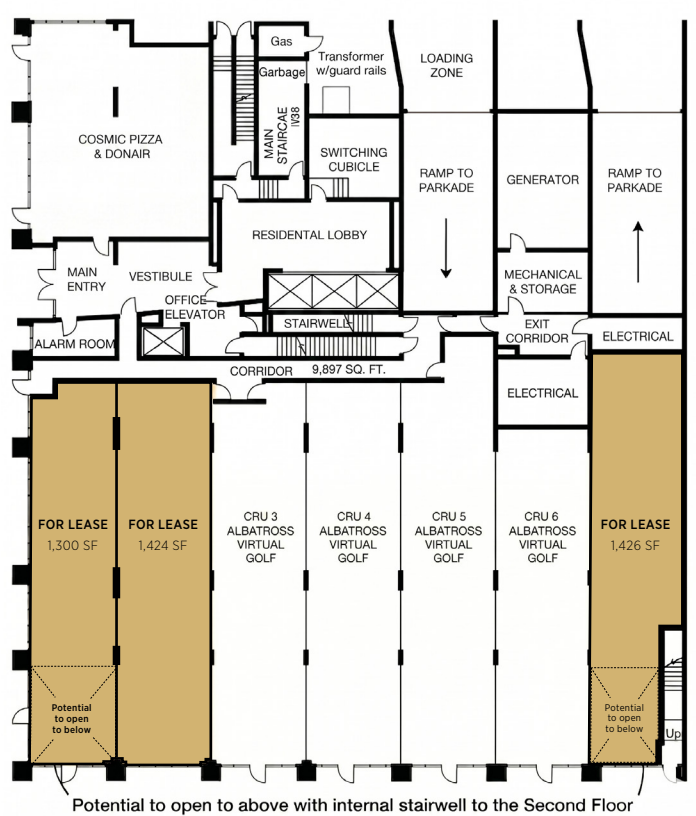 Gas
Transformer
w/guard rails
LOADING
ZONE
Garbage
MAIN
STAIRCAE
IV38
COSMIC PIZZA
& DONAIR
SWITCHING
CUBICLE
RAMP TO
PARKADE
GENERATOR
RAMP TO
PARKADE
RESIDENTAL LOBBY
MAIN
ENTRY
VESTIBULE
MECHANICAL
& STORAGE
OFFICE
ELEVATOR
STAIRWELL
EXIT
CORRIDOR
ELECTRICAL
ALARM ROOM
CORRIDOR 9,897 SQ. FT.
ELECTRICAL
FOR LEASE
1,300 SF
FOR LEASE
1,424 SF
CRU 3
ALBATROSS
VIRTUAL
GOLF
CRU 4
ALBATROSS
VIRTUAL
GOLF
CRU 5
ALBATROSS
VIRTUAL
GOLF
CRU 6
ALBATROSS
VIRTUAL
GOLF
FOR LEASE
1,426 SF
Potential
to open
to below
Potential
to open
to below
Up
Potential to open to above with internal stairwell to the Second Floor